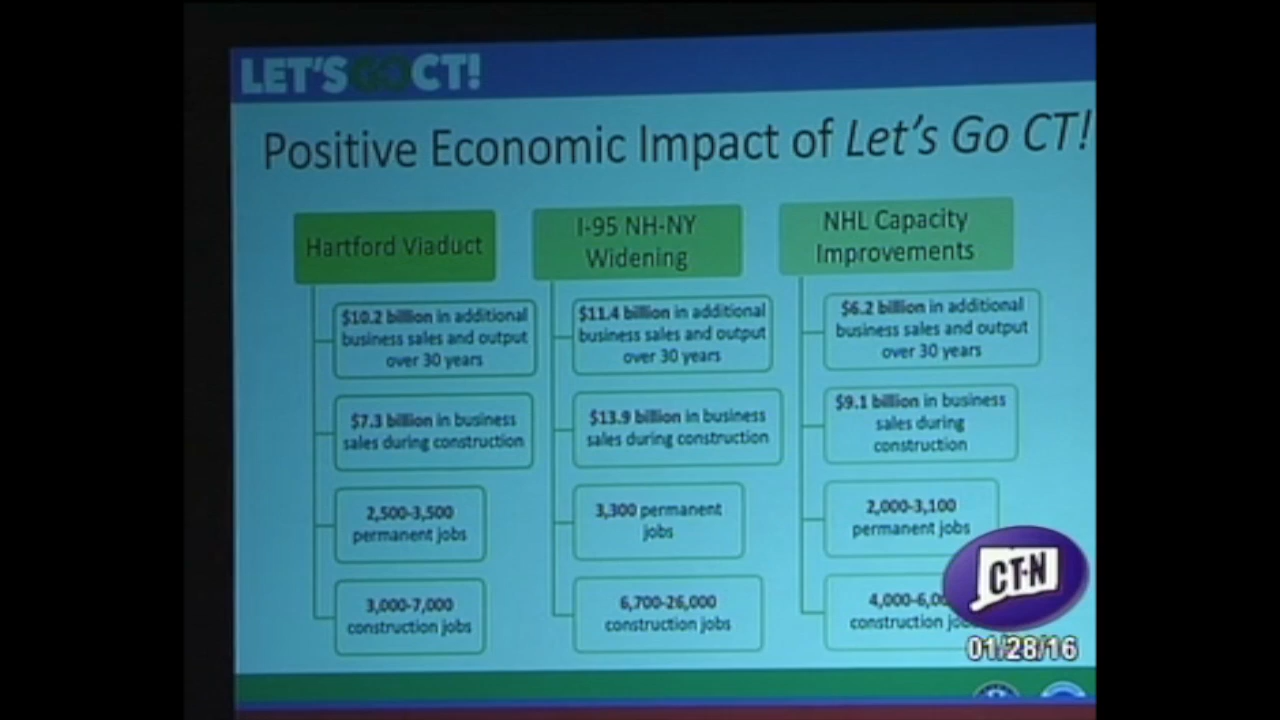 LET'S GO CT!
Positive Economic Impact of Let's Go CT!
Hartford Viaduct
$10.2 billion in additional
business sales and output
over 30 years
$7.3 billion in business
sales during construction
2,500-3,500
permanent jobs
3,000-7,000
construction jobs
I-95 NH-NY
Widening
$11.4 billion in additional
business sales and output
over 30 years
$13.9 billion in business
sales during construction
3,300 permanent
jobs
6,700-26,000
construction jobs
NHL Capacity
Improvements
$6.2 billion in additional
business sales and output
over 30 years
$9.1 billion in business
sales during
construction
2,000-3,100
permanent jobs
construction
CT-N
01/28/16